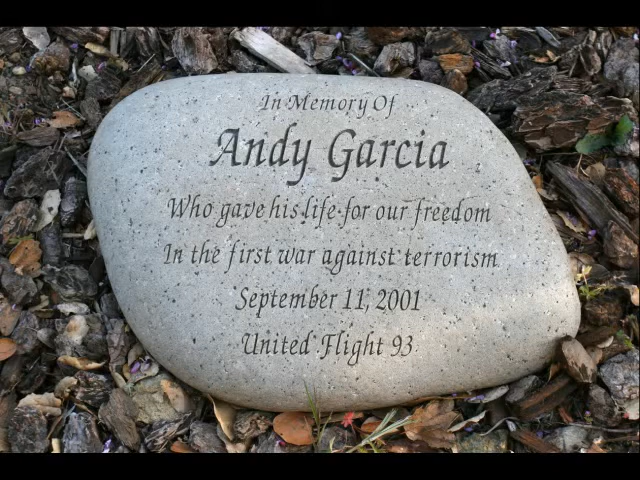 In Memory Of
Andy Garcia
Who gave his life for our freedom
In the first war against terrorism
September 11, 2001
United Flight 93